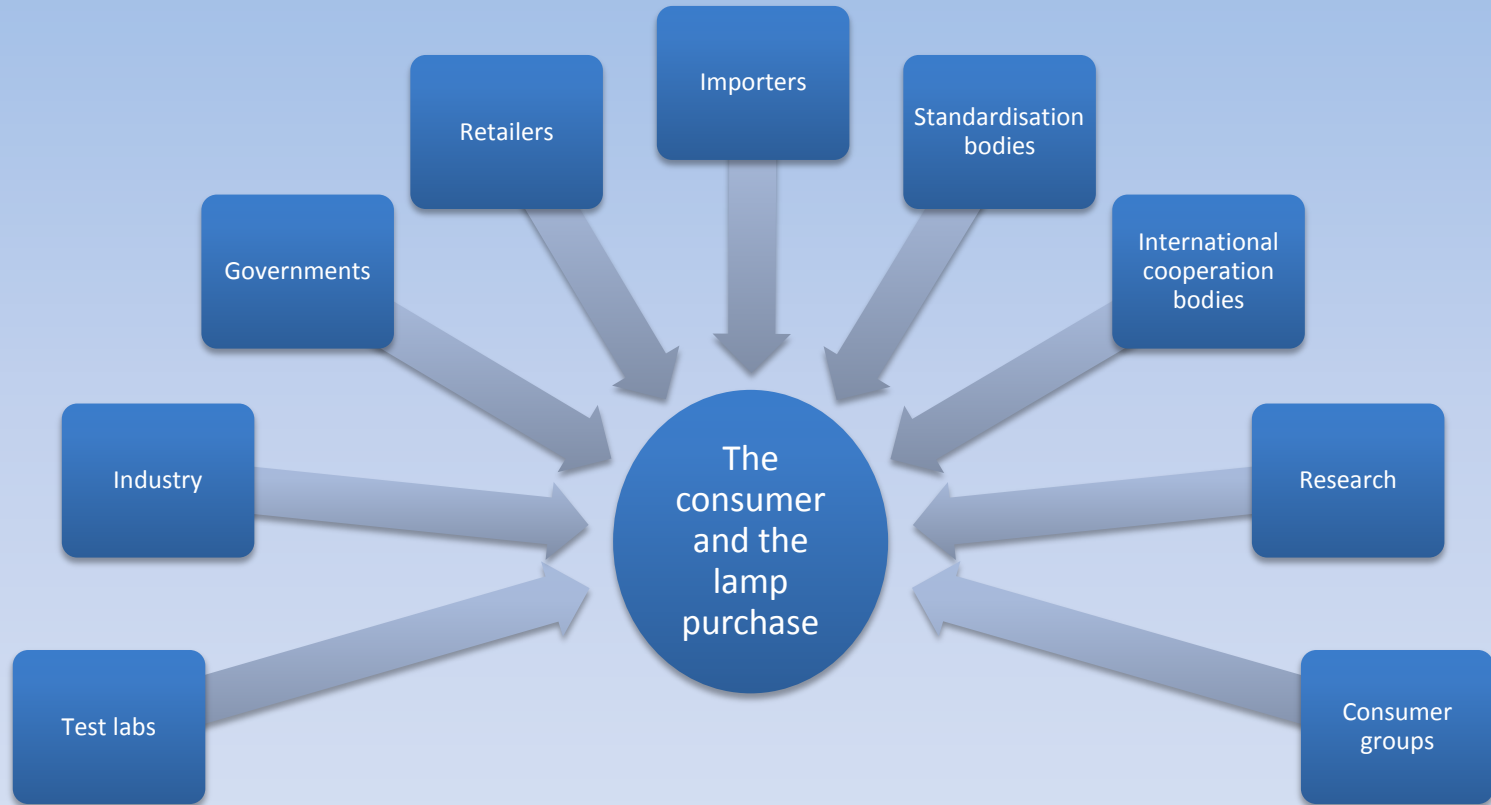 Importers
Retailers
Standardisation
bodies
Governments
International
cooperation
bodies
Industry
Research
Test labs
Consumer
groups
The
consumer
and the
lamp
purchase